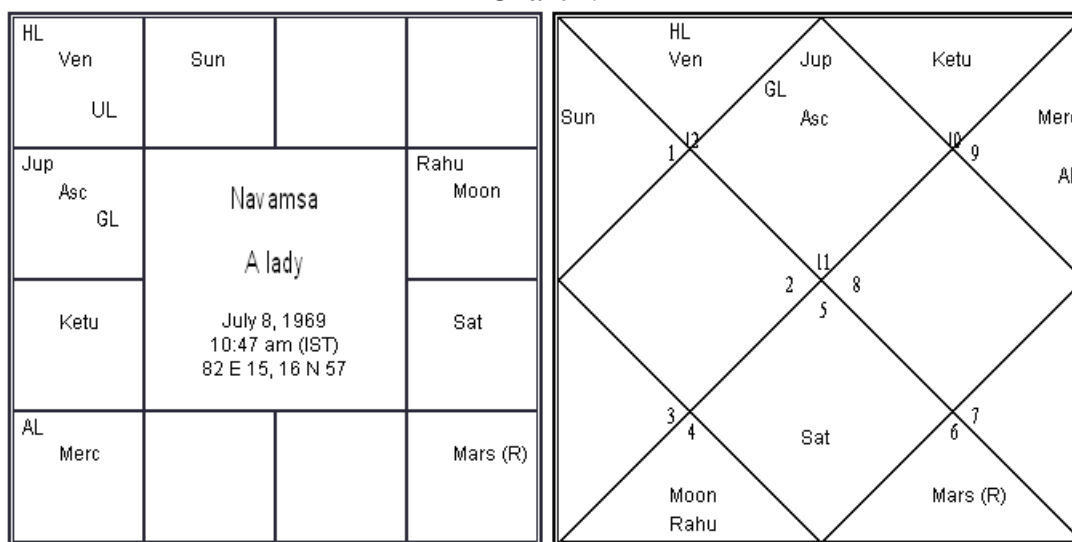 HL
Ven
UL
Sun
Jup
Asc
GL
Navamsa
A lady
July 8, 1969
10:47 am (IST)
82 E 15, 16 N 57
Rahu
Moon
Ketu
Sat
AL
Merc
Mars (R)
HL
Ven
Jup
GL
Asc
Ketu
Sun
Merc
12
1
10
9
11
2
8
5
3
4
7
6
Sat
Moon
Rahu
Mars (R)